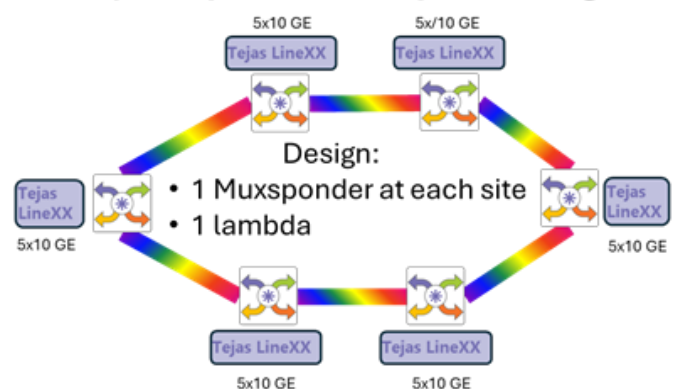 5x10 GE
5x/10 GE
Tejas LineXX
Tejas LineXX
Design:
• 1 Muxsponder at each site
• 1 lambda
Tejas
LineXX
5x10 GE
Tejas
LineXX
5x10 GE
Tejas LineXX
Tejas LineXX
5x10 GE
5x10 GE